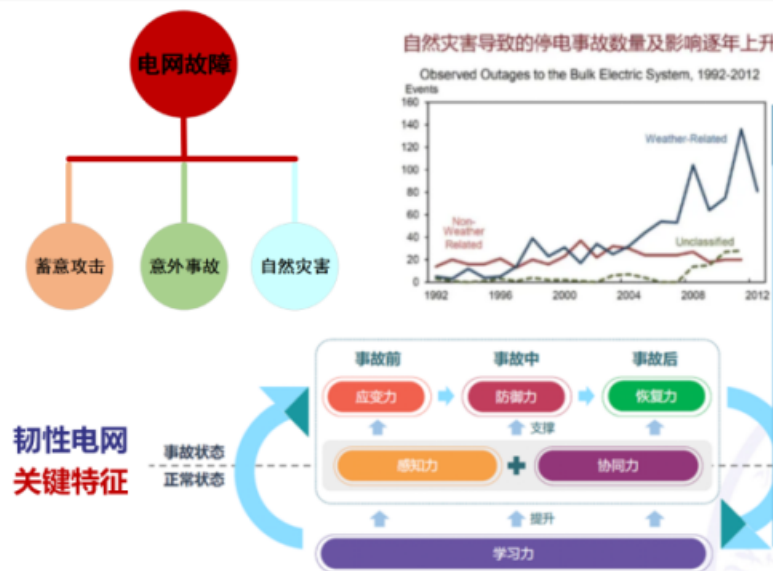 电网故障
蓄意攻击
意外事故
自然灾害
自然灾害导致的停电事故数量及影响逐年上升
Observed Outages to the Bulk Electric System, 1992-2012
Events
160
140
120
100
80
60
40
20
0
Weather-Related
Non-
Weather
Related
Unclassified
1992
1996
2000
2004
2008
2012
韧性电网
关键特征
事故状态
正常状态
事故前
事故中
事故后
应变力
防御力
恢复力
支撑
感知力
协同力
提升
学习力